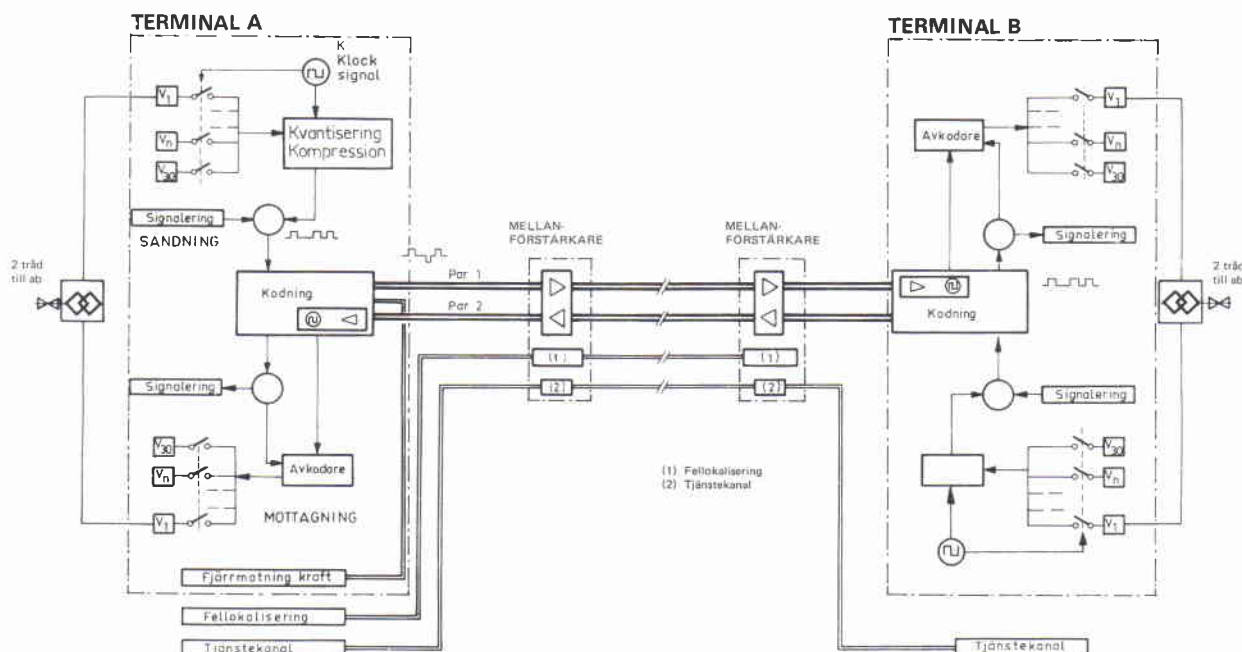 TERMINAL A
K
Klock
signal
V1
Vn
V30
Kvantisering
Kompression
Signalering
SANDNING
2 tråd
till ab
Kodning
Signalering
V30
Vn
V1
Avkodare
MOTTAGNING
Fjärrmatning kraft
Fellokalisering
Tjänstekanal
Par 1
Par 2
MELLAN-
FÖRSTÄRKARE
(1)
(2)
MELLAN-
FÖRSTÄRKARE
(1)
(2)
(1) Fellokalisering
(2) Tjänstekanal
TERMINAL B
V1
Vn
V30
Avkodare
Signalering
Kodning
2 tråd
till ab
Signalering
V30
Vn
V1
Tjänstekanal